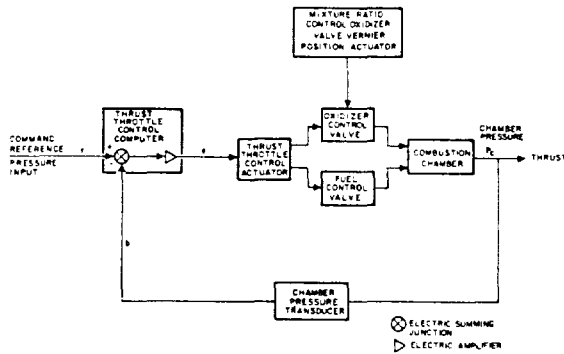 MIXTURE RATIO
CONTROL OXIDIZER
VALVE VERNIER
POSITION ACTUATOR
THRUST
THROTTLE
CONTROL
COMPUTER
COMMAND
REFERENCE
PRESSURE
INPUT
r
+
-
e
THRUST
THROTTLE
CONTROL
ACTUATOR
OXIDIZER
CONTROL
VALVE
FUEL
CONTROL
VALVE
COMBUSTION
CHAMBER
CHAMBER
PRESSURE
Pc
THRUST
b
CHAMBER
PRESSURE
TRANSDUCER
ELECTRIC SUMMING
JUNCTION
ELECTRIC AMPLIFIER